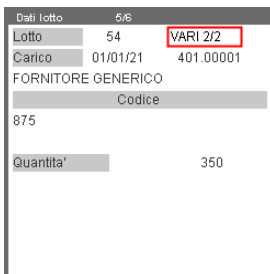 Dati lotto 5/6
Lotto 54 VARI 2/2
Carico 01/01/21 401.00001
FORNITORE GENERICO
Codice
875
Quantita' 350